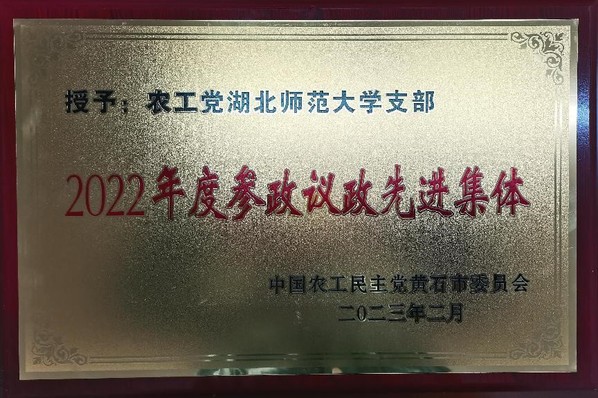 授予：农工党湖北师范大学支部
2022年度参政议政先进集体
中国农工民主党黄石市委员会
二〇二三年二月